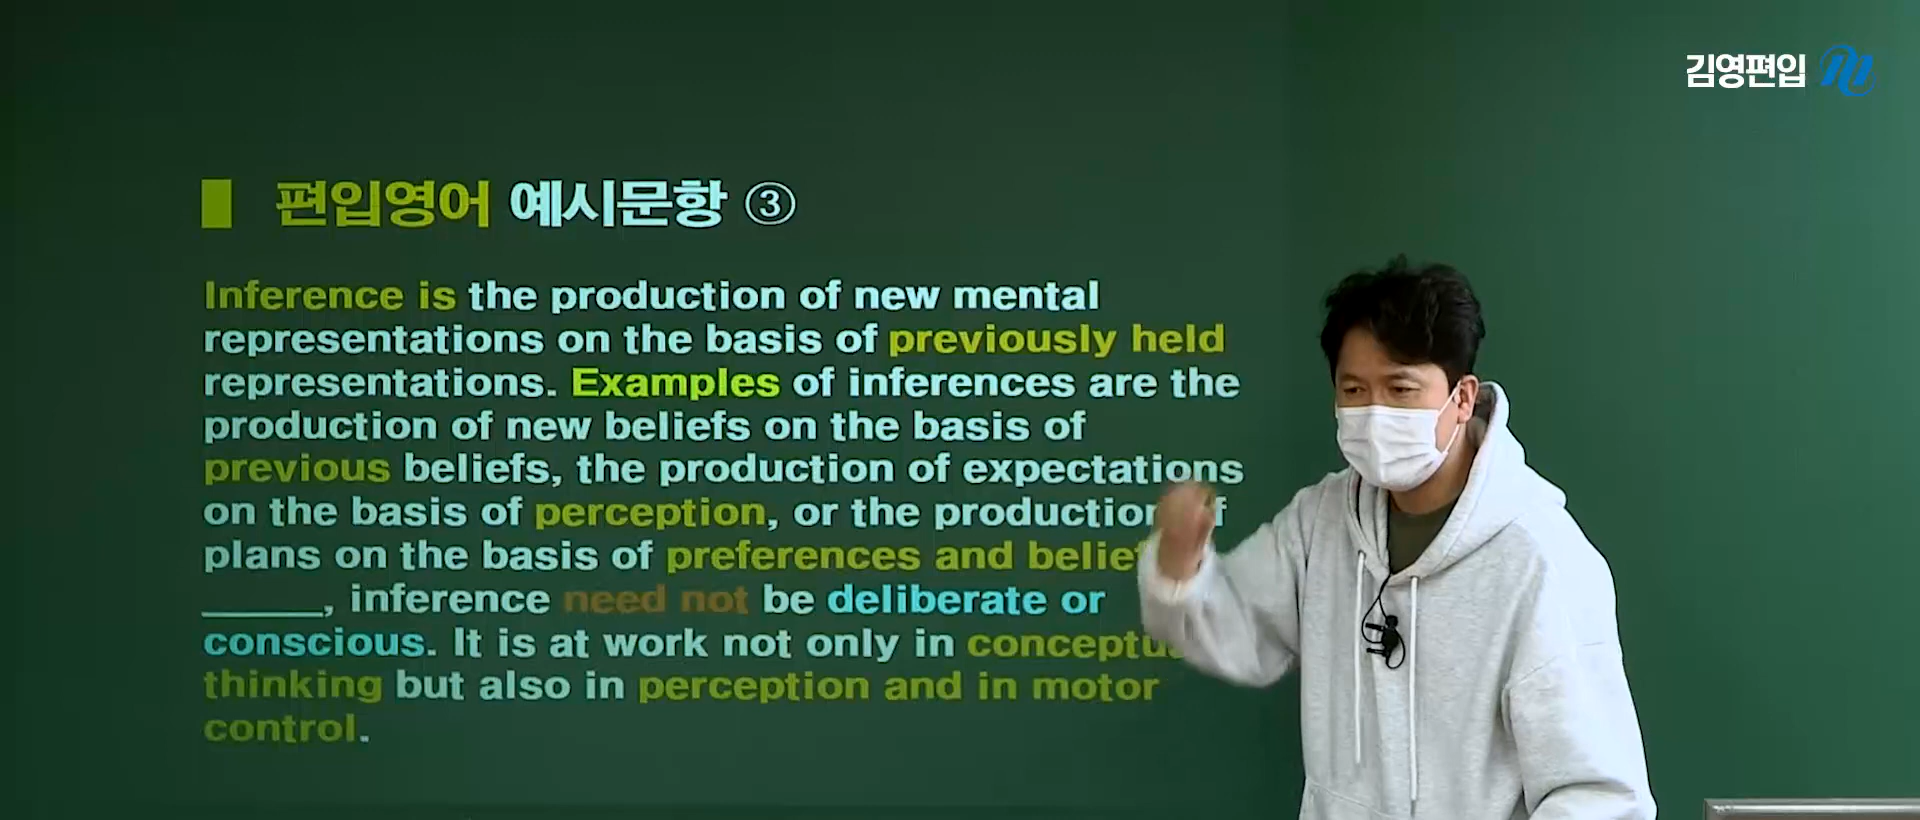 김영편입
편입영어 예시문항 ③
Inference is the production of new mental
representations on the basis of previously held
representations. Examples of inferences are the
production of new beliefs on the basis of
previous beliefs, the production of expectations
on the basis of perception, or the production
plans on the basis of preferences and
_____, inference need not be deliberate or
conscious. It is at work not only in
thinking but also in perception and in motor
control.